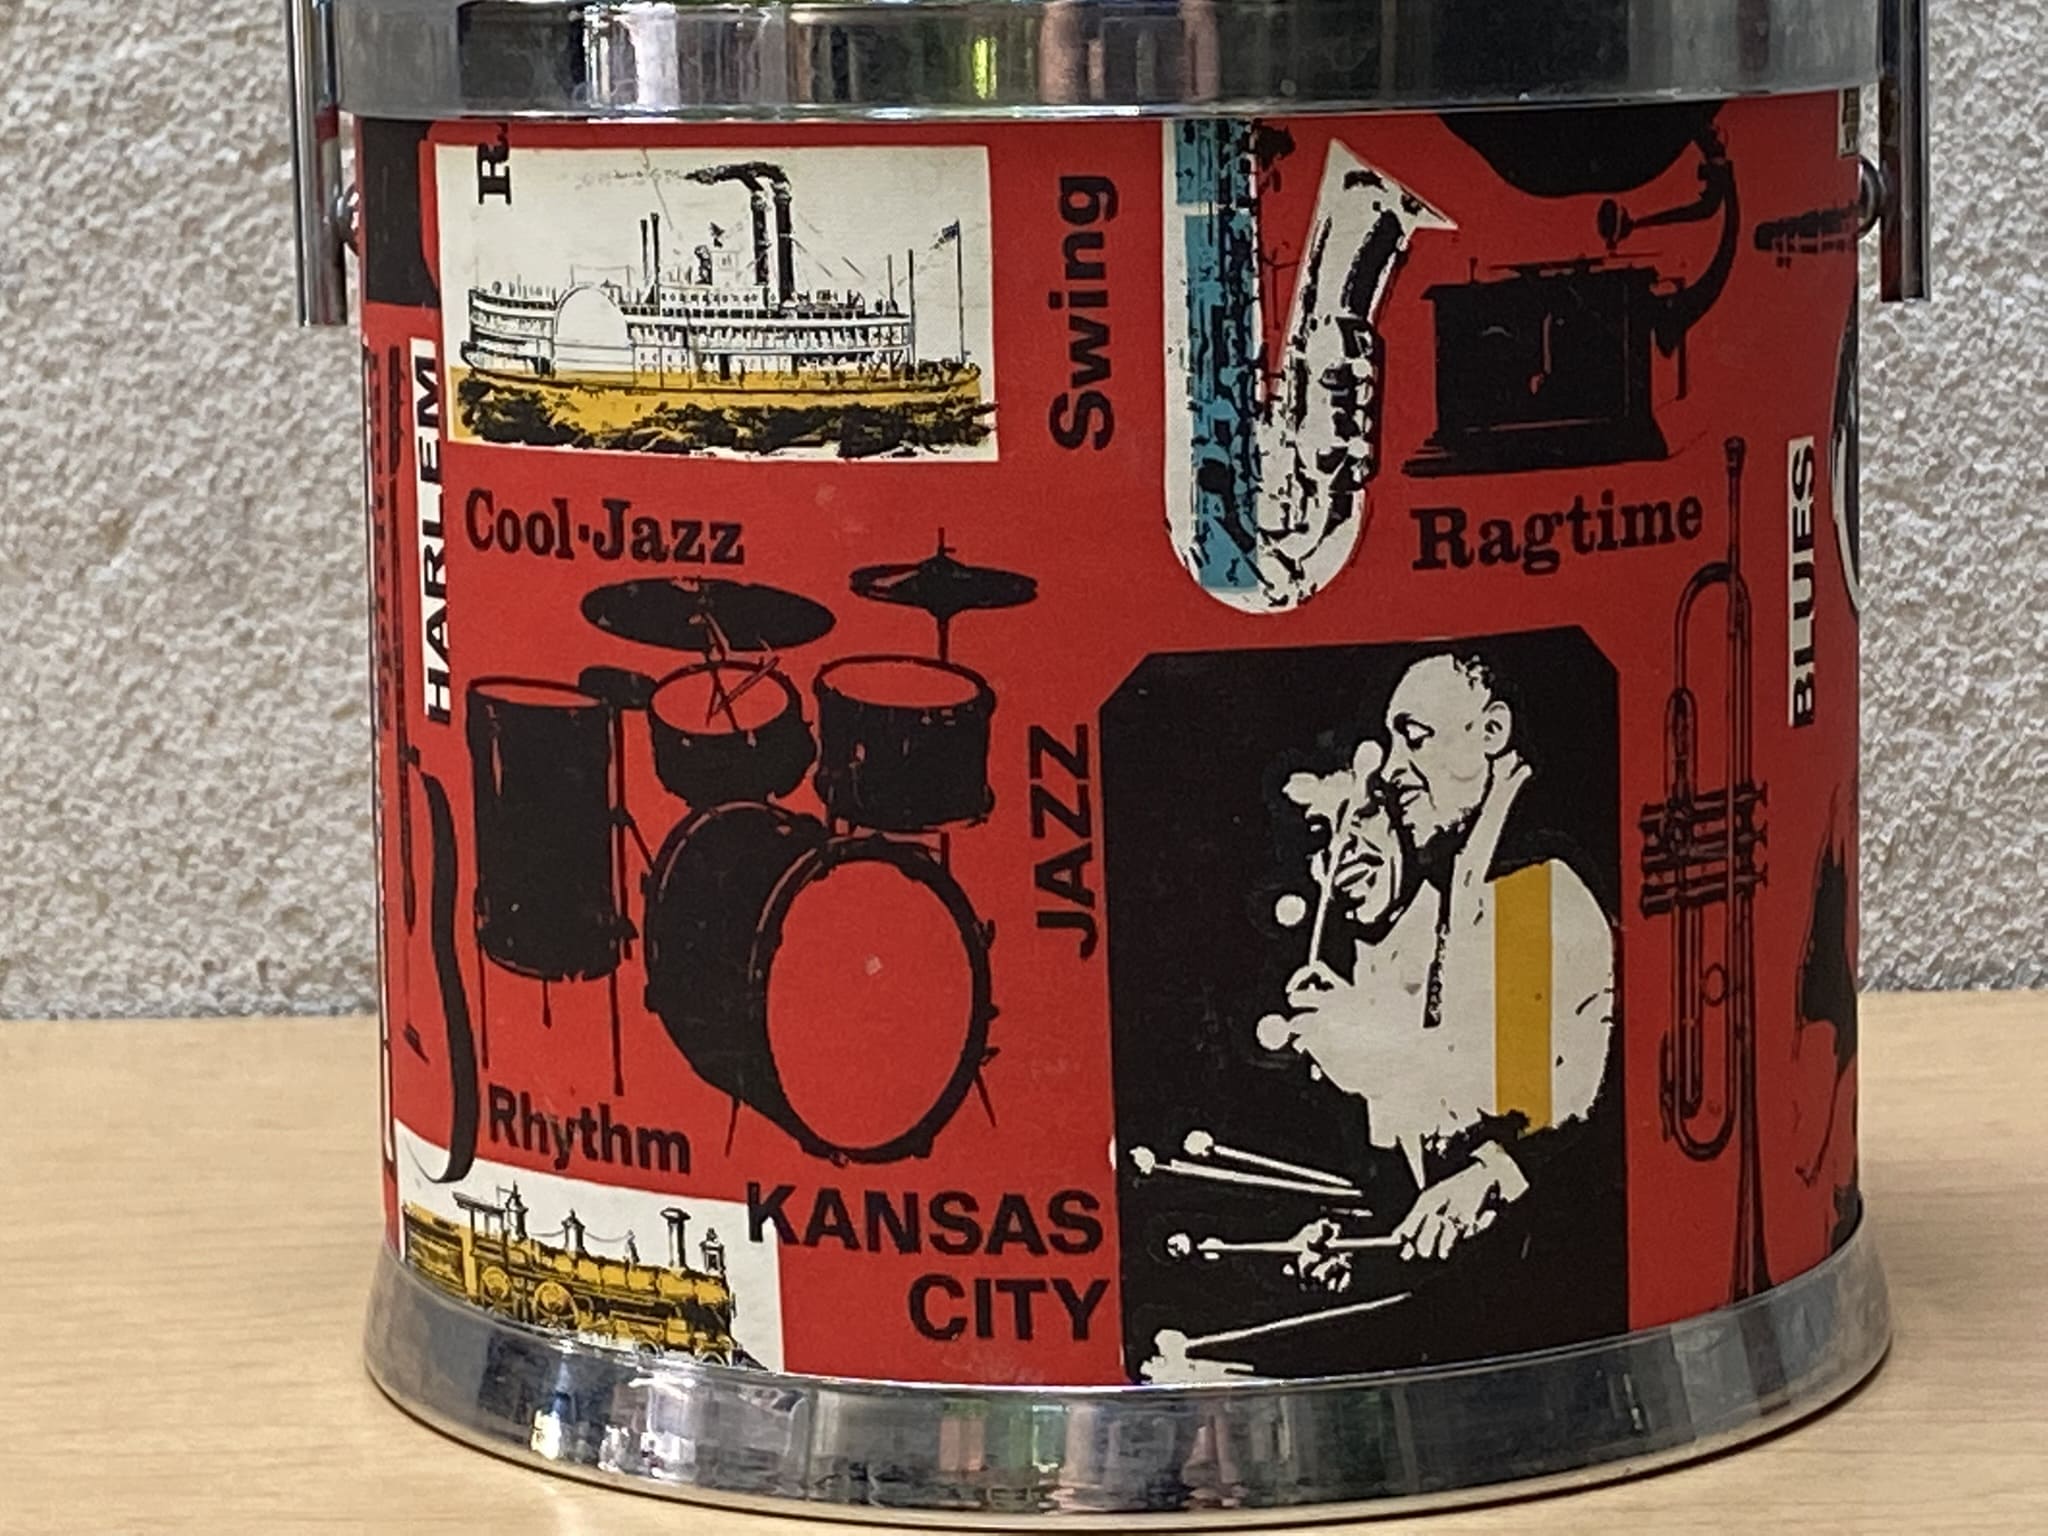 Swing
HARLEM
Cool·Jazz
Ragtime
BLUES
JAZZ
Rhythm
KANSAS
CITY